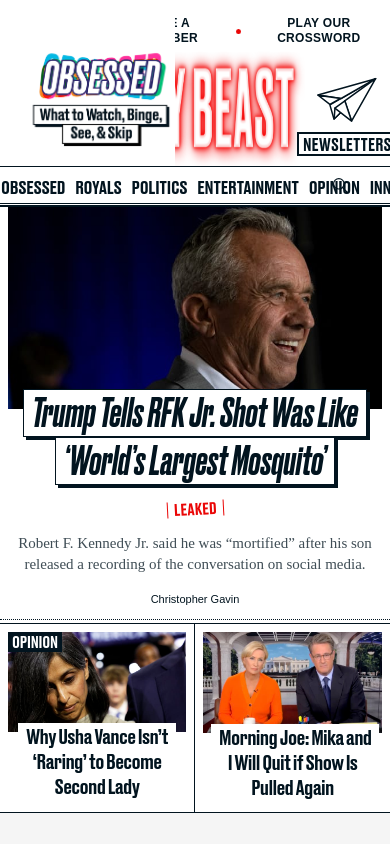 E A
BER
PLAY OUR
CROSSWORD
OBSESSED
What to Watch, Binge,
See, & Skip
Y BEAST
NEWSLETTERS
OBSESSED ROYALS POLITICS ENTERTAINMENT OPINION INN
Trump Tells RFK Jr. Shot Was Like
‘World’s Largest Mosquito’
LEAKED
Robert F. Kennedy Jr. said he was “mortified” after his son
released a recording of the conversation on social media.
Christopher Gavin
OPINION
Why Usha Vance Isn’t
‘Raring’ to Become
Second Lady
Morning Joe: Mika and
I Will Quit if Show Is
Pulled Again